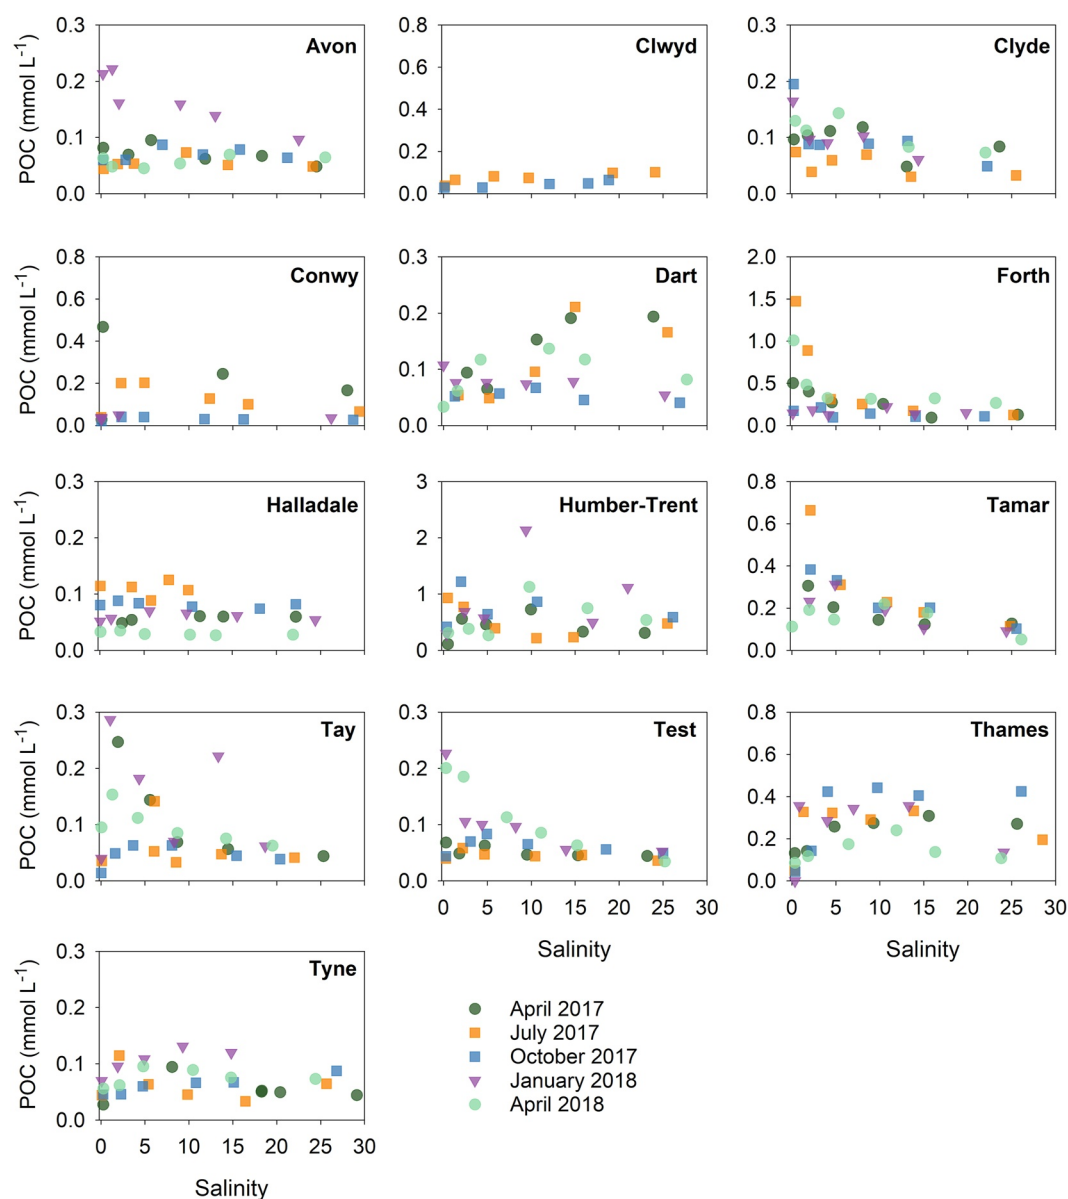 Avon
POC (mmol L⁻¹)
0.3
0.2
0.1
0.0
Clwyd
0.8
0.6
0.4
0.2
0.0
Clyde
0.3
0.2
0.1
0.0
Conwy
POC (mmol L⁻¹)
0.8
0.6
0.4
0.2
0.0
Dart
0.3
0.2
0.1
0.0
Forth
2.0
1.5
1.0
0.5
0.0
Halladale
POC (mmol L⁻¹)
0.3
0.2
0.1
0.0
Humber-Trent
3
2
1
0
Tamar
0.8
0.6
0.4
0.2
0.0
Tay
POC (mmol L⁻¹)
0.3
0.2
0.1
0.0
Test
0.3
0.2
0.1
0.0
0 5 10 15 20 25 30
Salinity
Thames
0.8
0.6
0.4
0.2
0.0
0 5 10 15 20 25 30
Salinity
Tyne
POC (mmol L⁻¹)
0.3
0.2
0.1
0.0
0 5 10 15 20 25 30
Salinity
April 2017
July 2017
October 2017
January 2018
April 2018